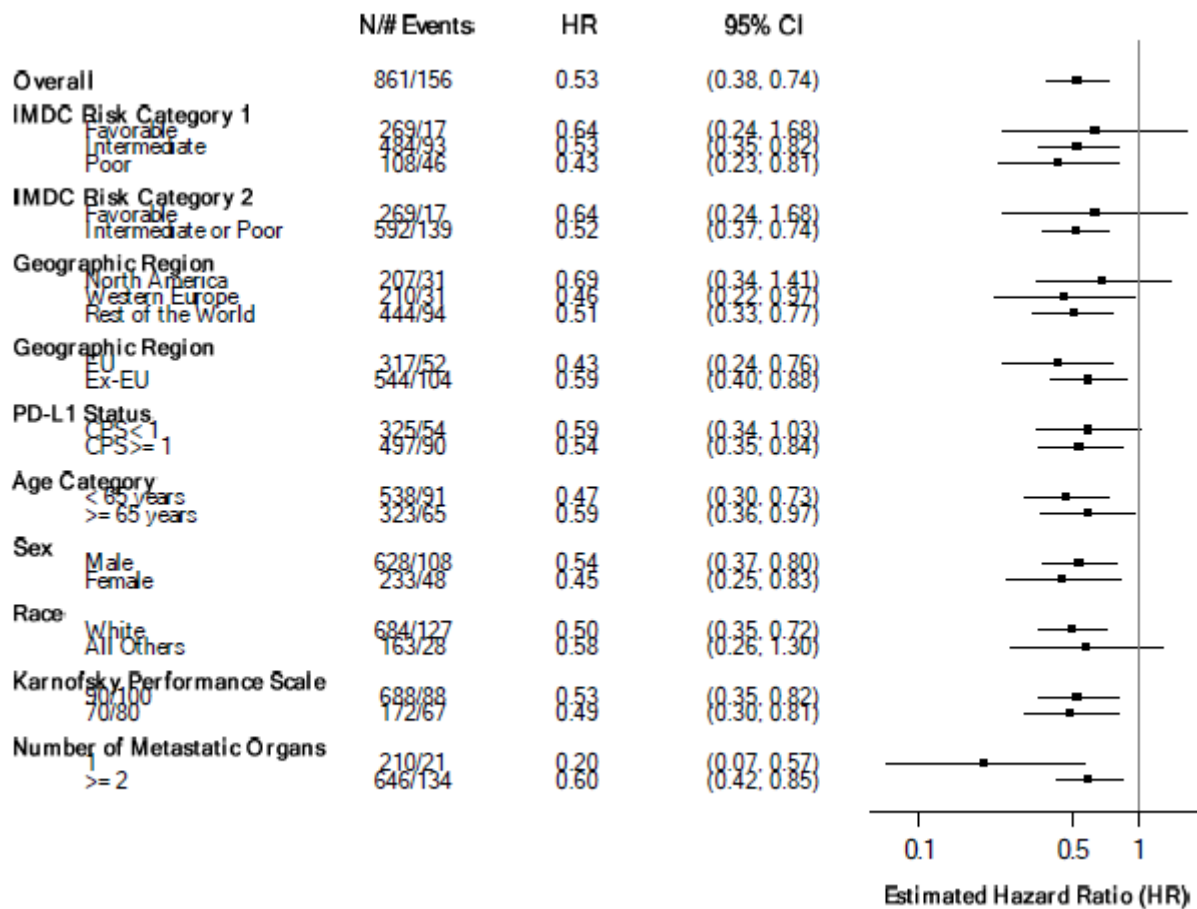 N/# Events HR 95% CI
Overall 861/156 0.53 (0.38, 0.74)
IMDC Risk Category 1
Favorable 269/17 0.64 (0.24, 1.68)
Intermediate 484/93 0.53 (0.35, 0.82)
Poor 108/46 0.43 (0.23, 0.81)
IMDC Risk Category 2
Favorable 269/17 0.64 (0.24, 1.68)
Intermediate or Poor 592/139 0.52 (0.37, 0.74)
Geographic Region
North America 207/31 0.69 (0.34, 1.41)
Western Europe 210/31 0.46 (0.22, 0.97)
Rest of the World 444/94 0.51 (0.33, 0.77)
Geographic Region
EU 317/52 0.43 (0.24, 0.76)
Ex-EU 544/104 0.59 (0.40, 0.88)
PD-L1 Status
CPS< 1 325/54 0.59 (0.34, 1.03)
CPS>= 1 497/90 0.54 (0.35, 0.84)
Age Category
< 65 years 538/91 0.47 (0.30, 0.73)
>= 65 years 323/65 0.59 (0.36, 0.97)
Sex
Male 628/108 0.54 (0.37, 0.80)
Female 233/48 0.45 (0.25, 0.83)
Race
White 684/127 0.50 (0.35, 0.72)
All Others 163/28 0.58 (0.26, 1.30)
Karnofsky Performance Scale
90/100 688/88 0.53 (0.35, 0.82)
70/80 172/67 0.49 (0.30, 0.81)
Number of Metastatic Organs
1 210/21 0.20 (0.07, 0.57)
>= 2 646/134 0.60 (0.42, 0.85)
0.1 0.5 1
Estimated Hazard Ratio (HR)